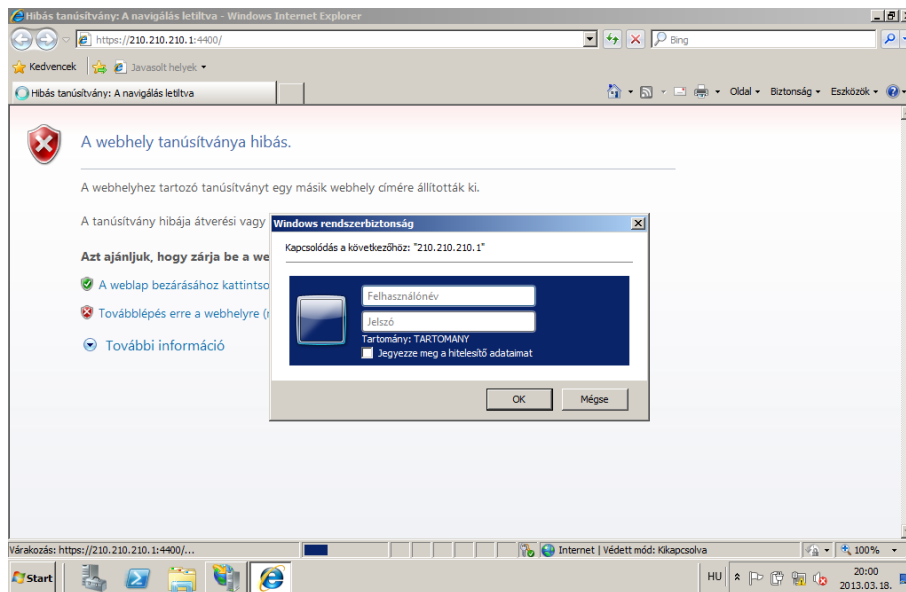 Hibás tanúsítvány: A navigálás letiltva - Windows Internet Explorer
https://210.210.210.1:4400/
Bing
Kedvencek
Javasolt helyek
Hibás tanúsítvány: A navigálás letiltva
Oldal
Biztonság
Eszközök
A webhely tanúsítványa hibás.
A webhelyhez tartozó tanúsítványt egy másik webhely címére állították ki.
A tanúsítvány hibája átverési vagy
Azt ajánljuk, hogy zárja be a we
A weblap bezárásához kattintso
Továbblépés erre a webhelyre (
További információ
Windows rendszerbiztonság
Kapcsolódás a következőhöz: "210.210.210.1"
Felhasználónév
Jelszó
Tartomány: TARTOMANY
Jegyezze meg a hitelesítő adataimat
OK
Mégse
Várakozás: https://210.210.210.1:4400/...
Internet | Védett mód: Kikapcsolva
100%
Start
HU
20:00
2013.03.18.